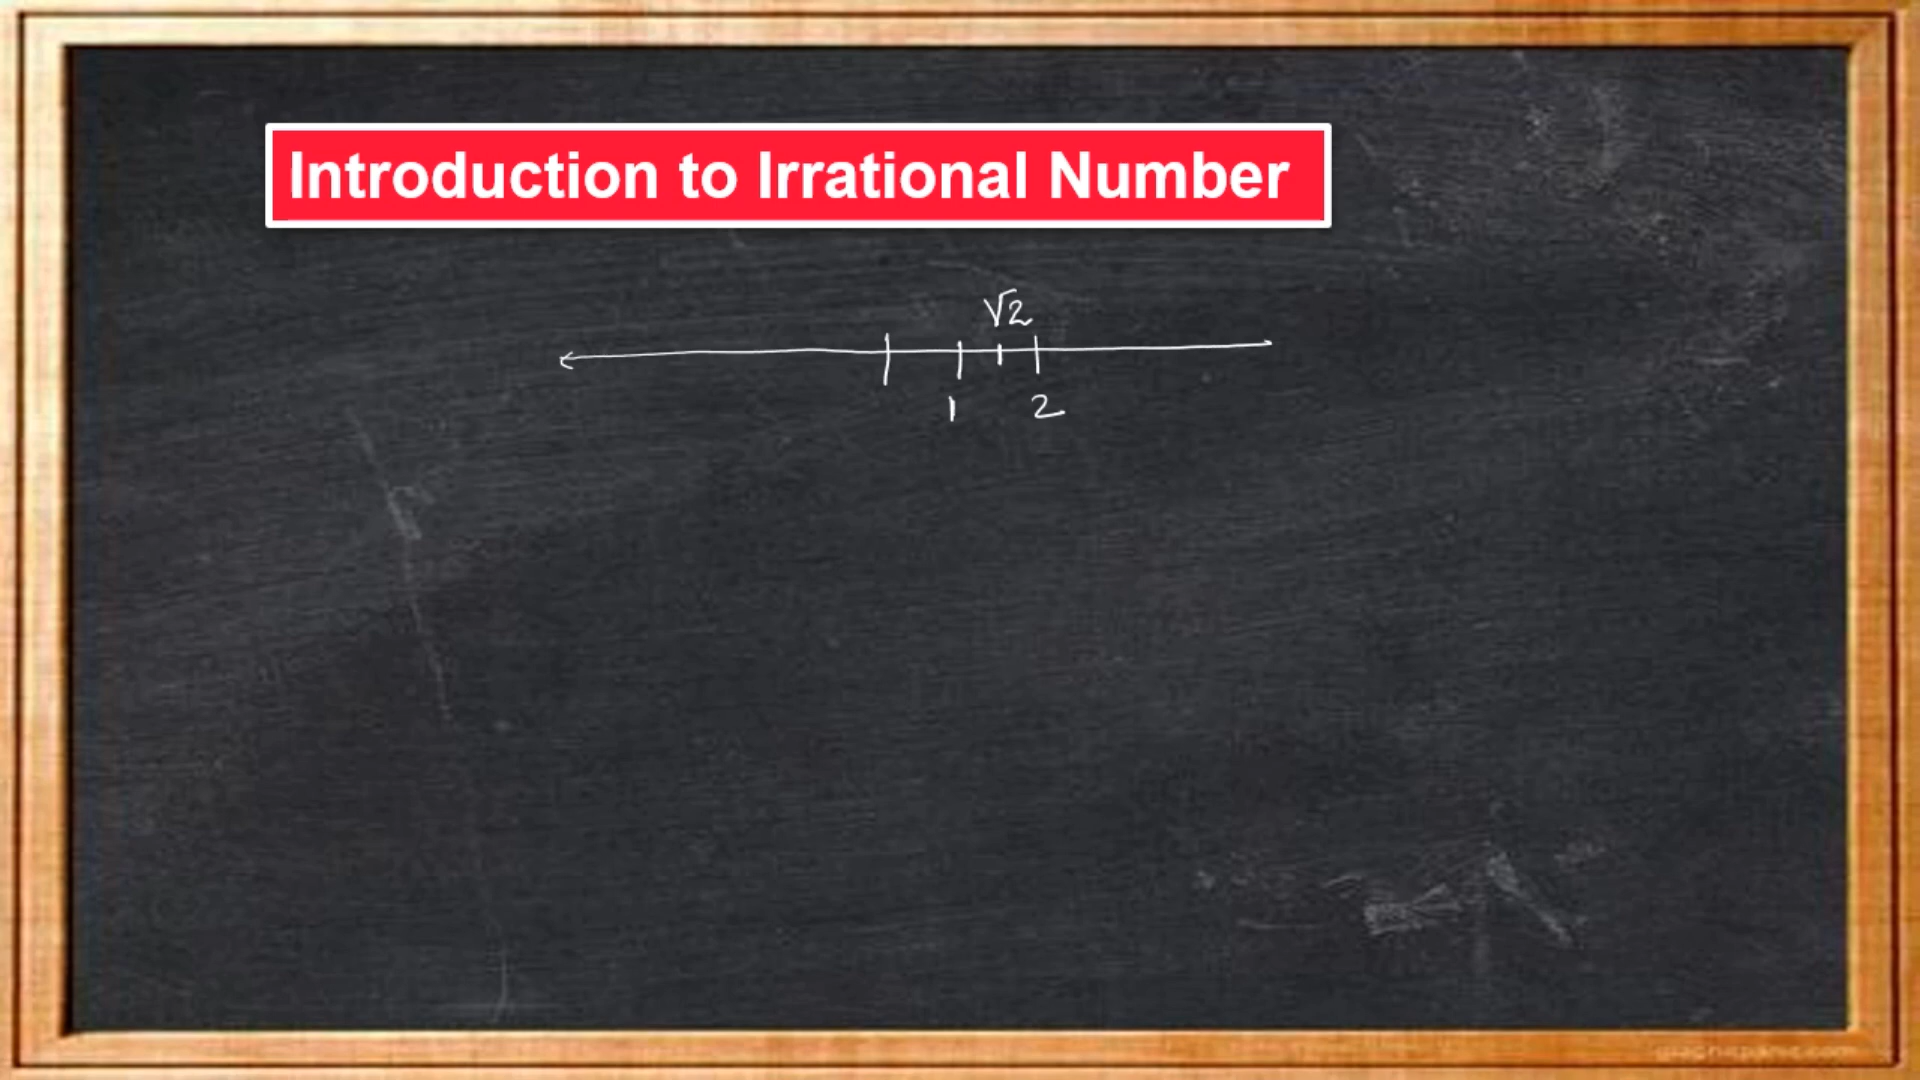 Introduction to Irrational Number
√2
1 2